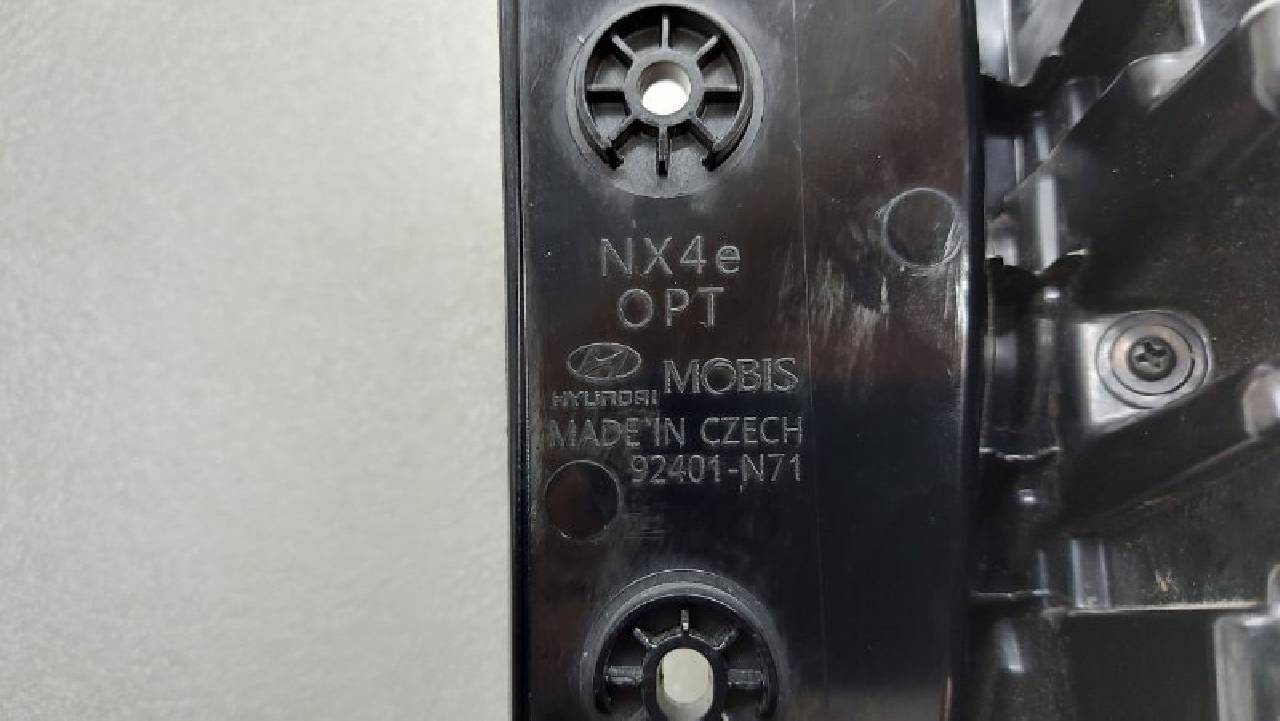 NX4e
OPT
HYUNDAI MOBIS
MADE IN CZECH
92401-N71